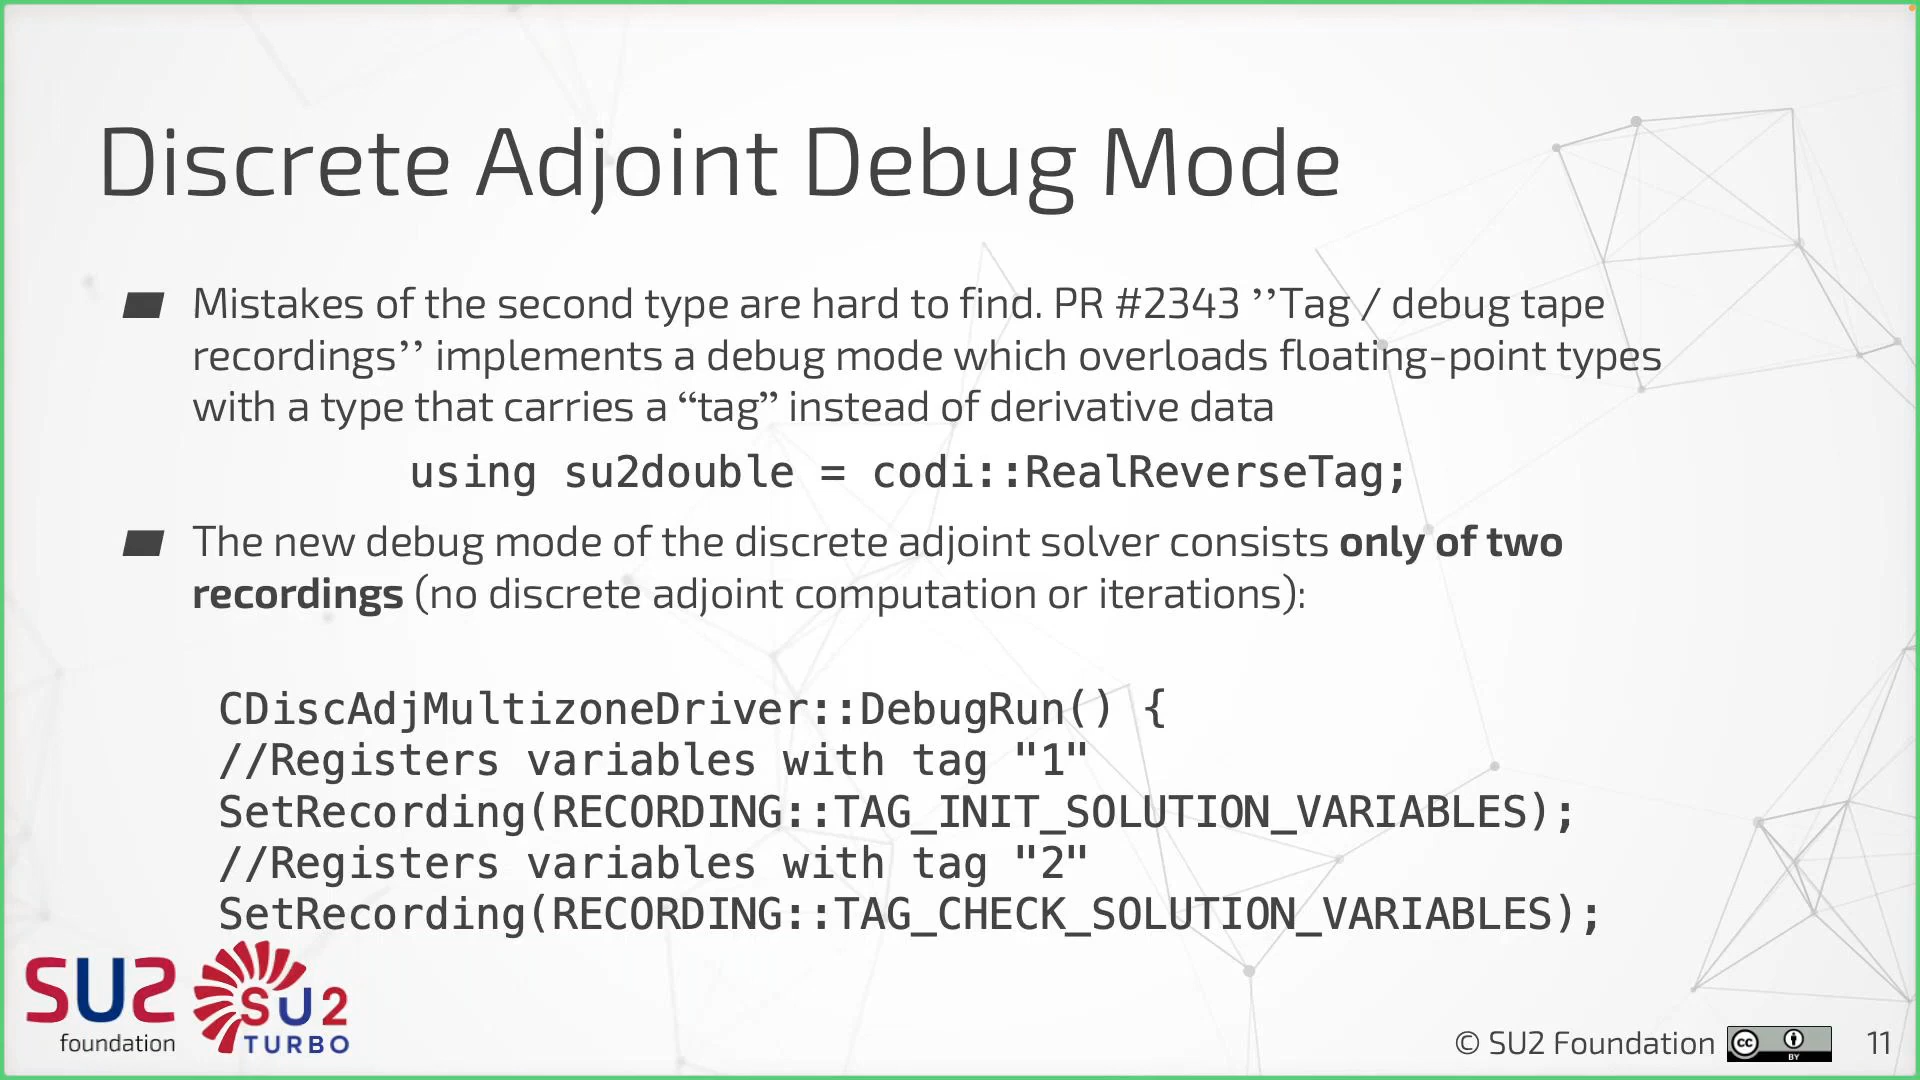 Discrete Adjoint Debug Mode
Mistakes of the second type are hard to find. PR #2343 ’’Tag / debug tape
recordings’’ implements a debug mode which overloads floating-point types
with a type that carries a “tag” instead of derivative data
using su2double = codi::RealReverseTag;
The new debug mode of the discrete adjoint solver consists only of two
recordings (no discrete adjoint computation or iterations):
CDiscAdjMultizoneDriver::DebugRun() {
//Registers variables with tag "1"
SetRecording(RECORDING::TAG_INIT_SOLUTION_VARIABLES);
//Registers variables with tag "2"
SetRecording(RECORDING::TAG_CHECK_SOLUTION_VARIABLES);
SU2
foundation
SU2
TURBO
© SU2 Foundation
cc
BY
11